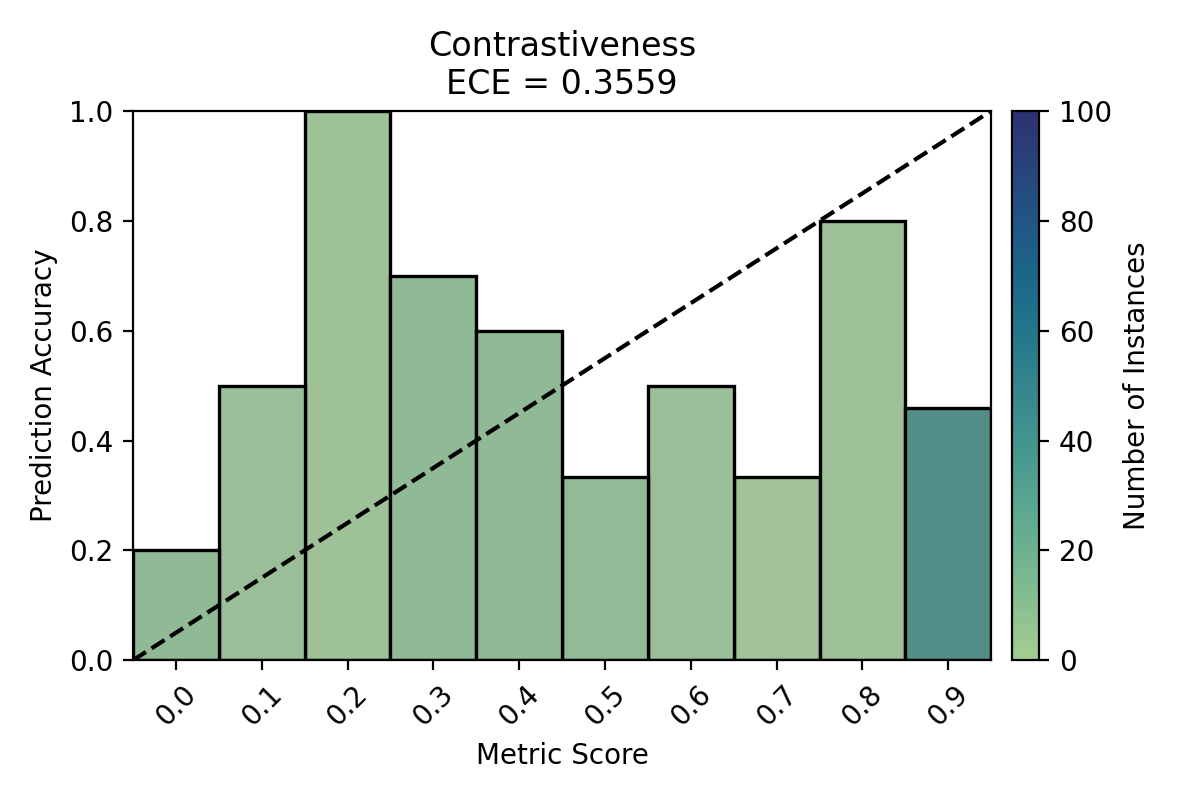 Contrastiveness
ECE = 0.3559
Prediction Accuracy
1.0
0.8
0.6
0.4
0.2
0.0
0.0 0.1 0.2 0.3 0.4 0.5 0.6 0.7 0.8 0.9
Metric Score
100
80
60
40
20
0
Number of Instances